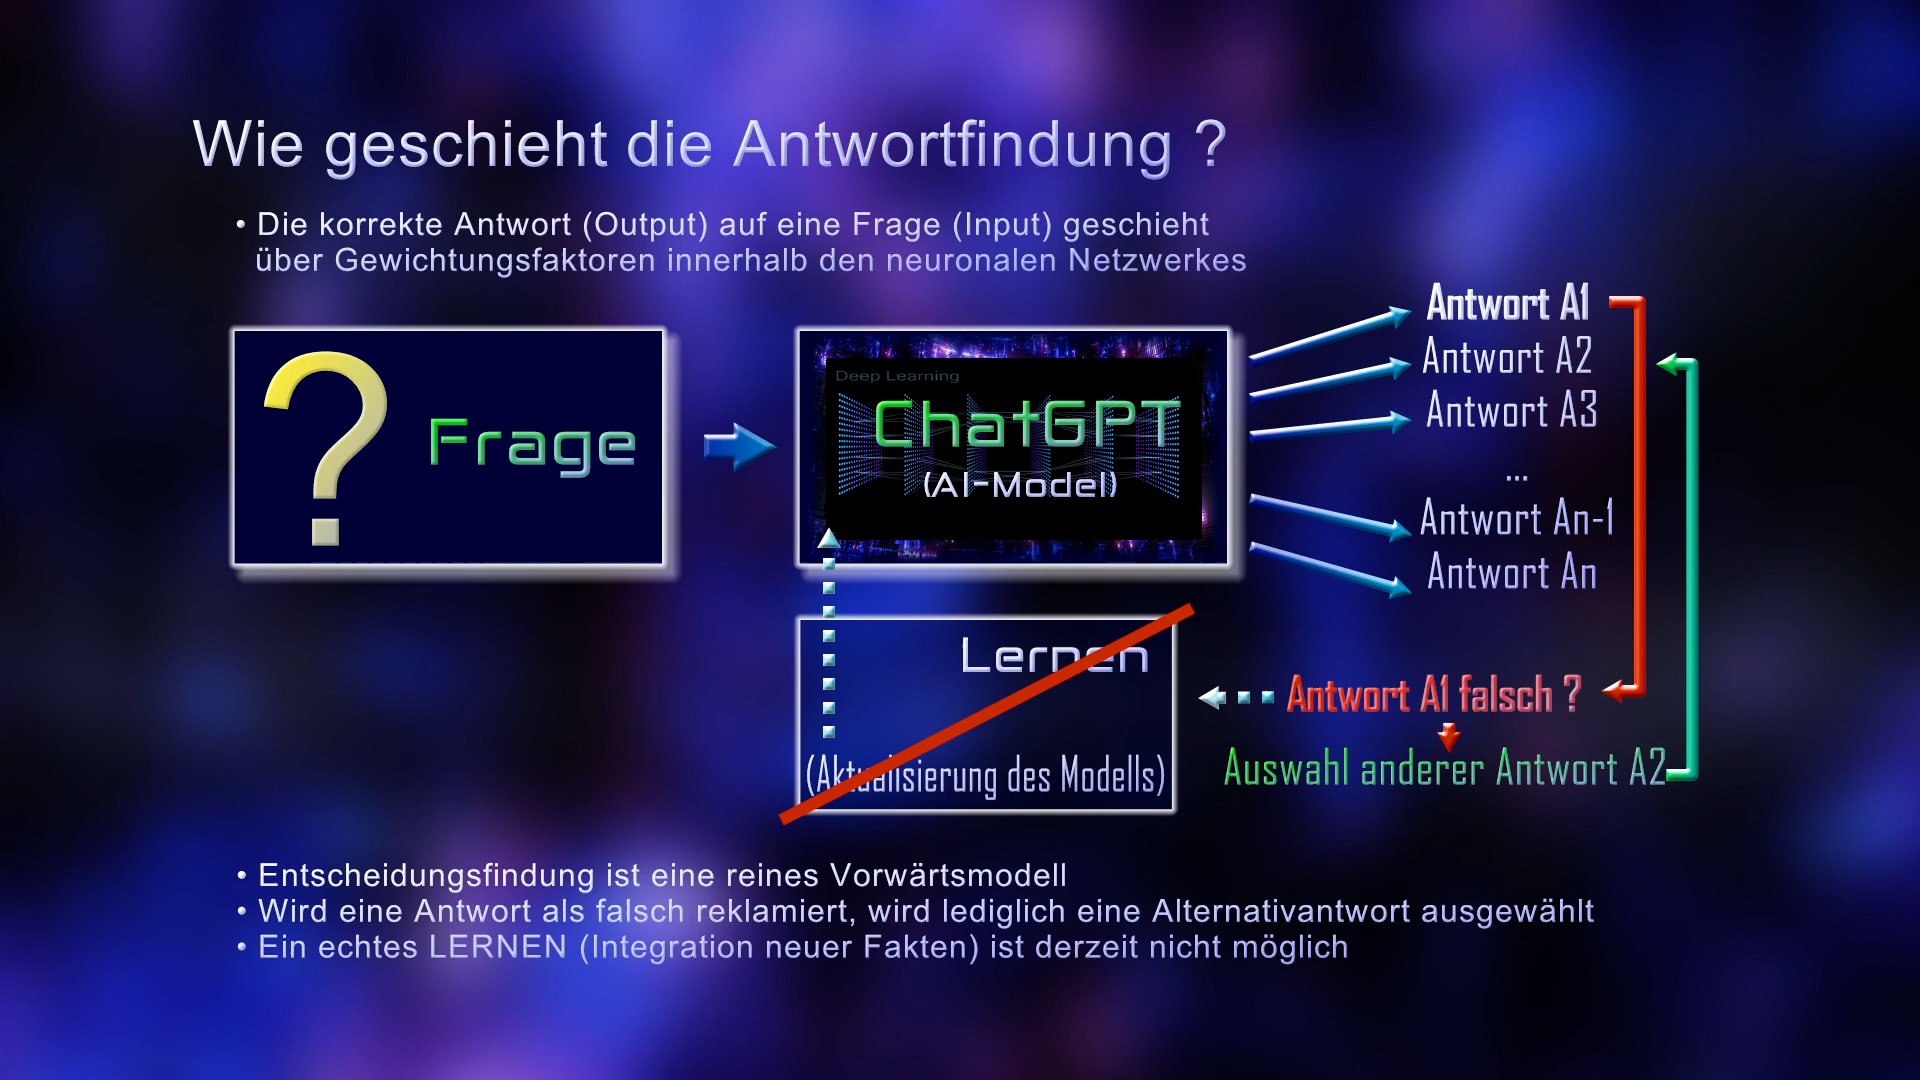 Wie geschieht die Antwortfindung ?
• Die korrekte Antwort (Output) auf eine Frage (Input) geschieht
über Gewichtungsfaktoren innerhalb den neuronalen Netzwerkes
?
Frage
Deep Learning
ChatGPT
(AI-Model)
Antwort A1
Antwort A2
Antwort A3
...
Antwort An-1
Antwort An
Lernen
(Aktualisierung des Modells)
Antwort A1 falsch ?
Auswahl anderer Antwort A2
• Entscheidungsfindung ist eine reines Vorwärtsmodell
• Wird eine Antwort als falsch reklamiert, wird lediglich eine Alternativantwort ausgewählt
• Ein echtes LERNEN (Integration neuer Fakten) ist derzeit nicht möglich